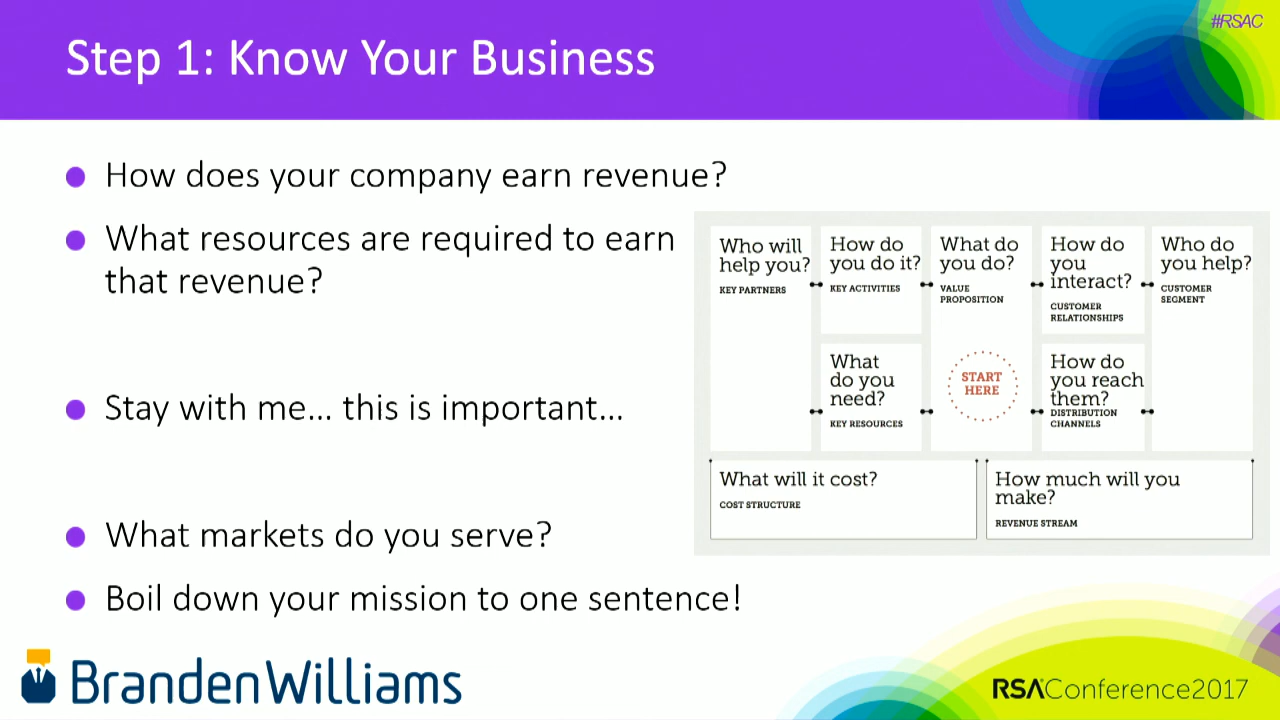 #RSAC
Step 1: Know Your Business
How does your company earn revenue?
What resources are required to earn
that revenue?
Stay with me... this is important...
What markets do you serve?
Boil down your mission to one sentence!
Who will
help you?
KEY PARTNERS
How do
you do it?
KEY ACTIVITIES
What
do you
need?
KEY RESOURCES
What do
you do?
VALUE
PROPOSITION
START
HERE
How do
you
interact?
CUSTOMER
RELATIONSHIPS
How do
you reach
them?
DISTRIBUTION
CHANNELS
Who do
you help?
CUSTOMER
SEGMENT
What will it cost?
COST STRUCTURE
How much will you
make?
REVENUE STREAM
BrandenWilliams
RSAConference2017